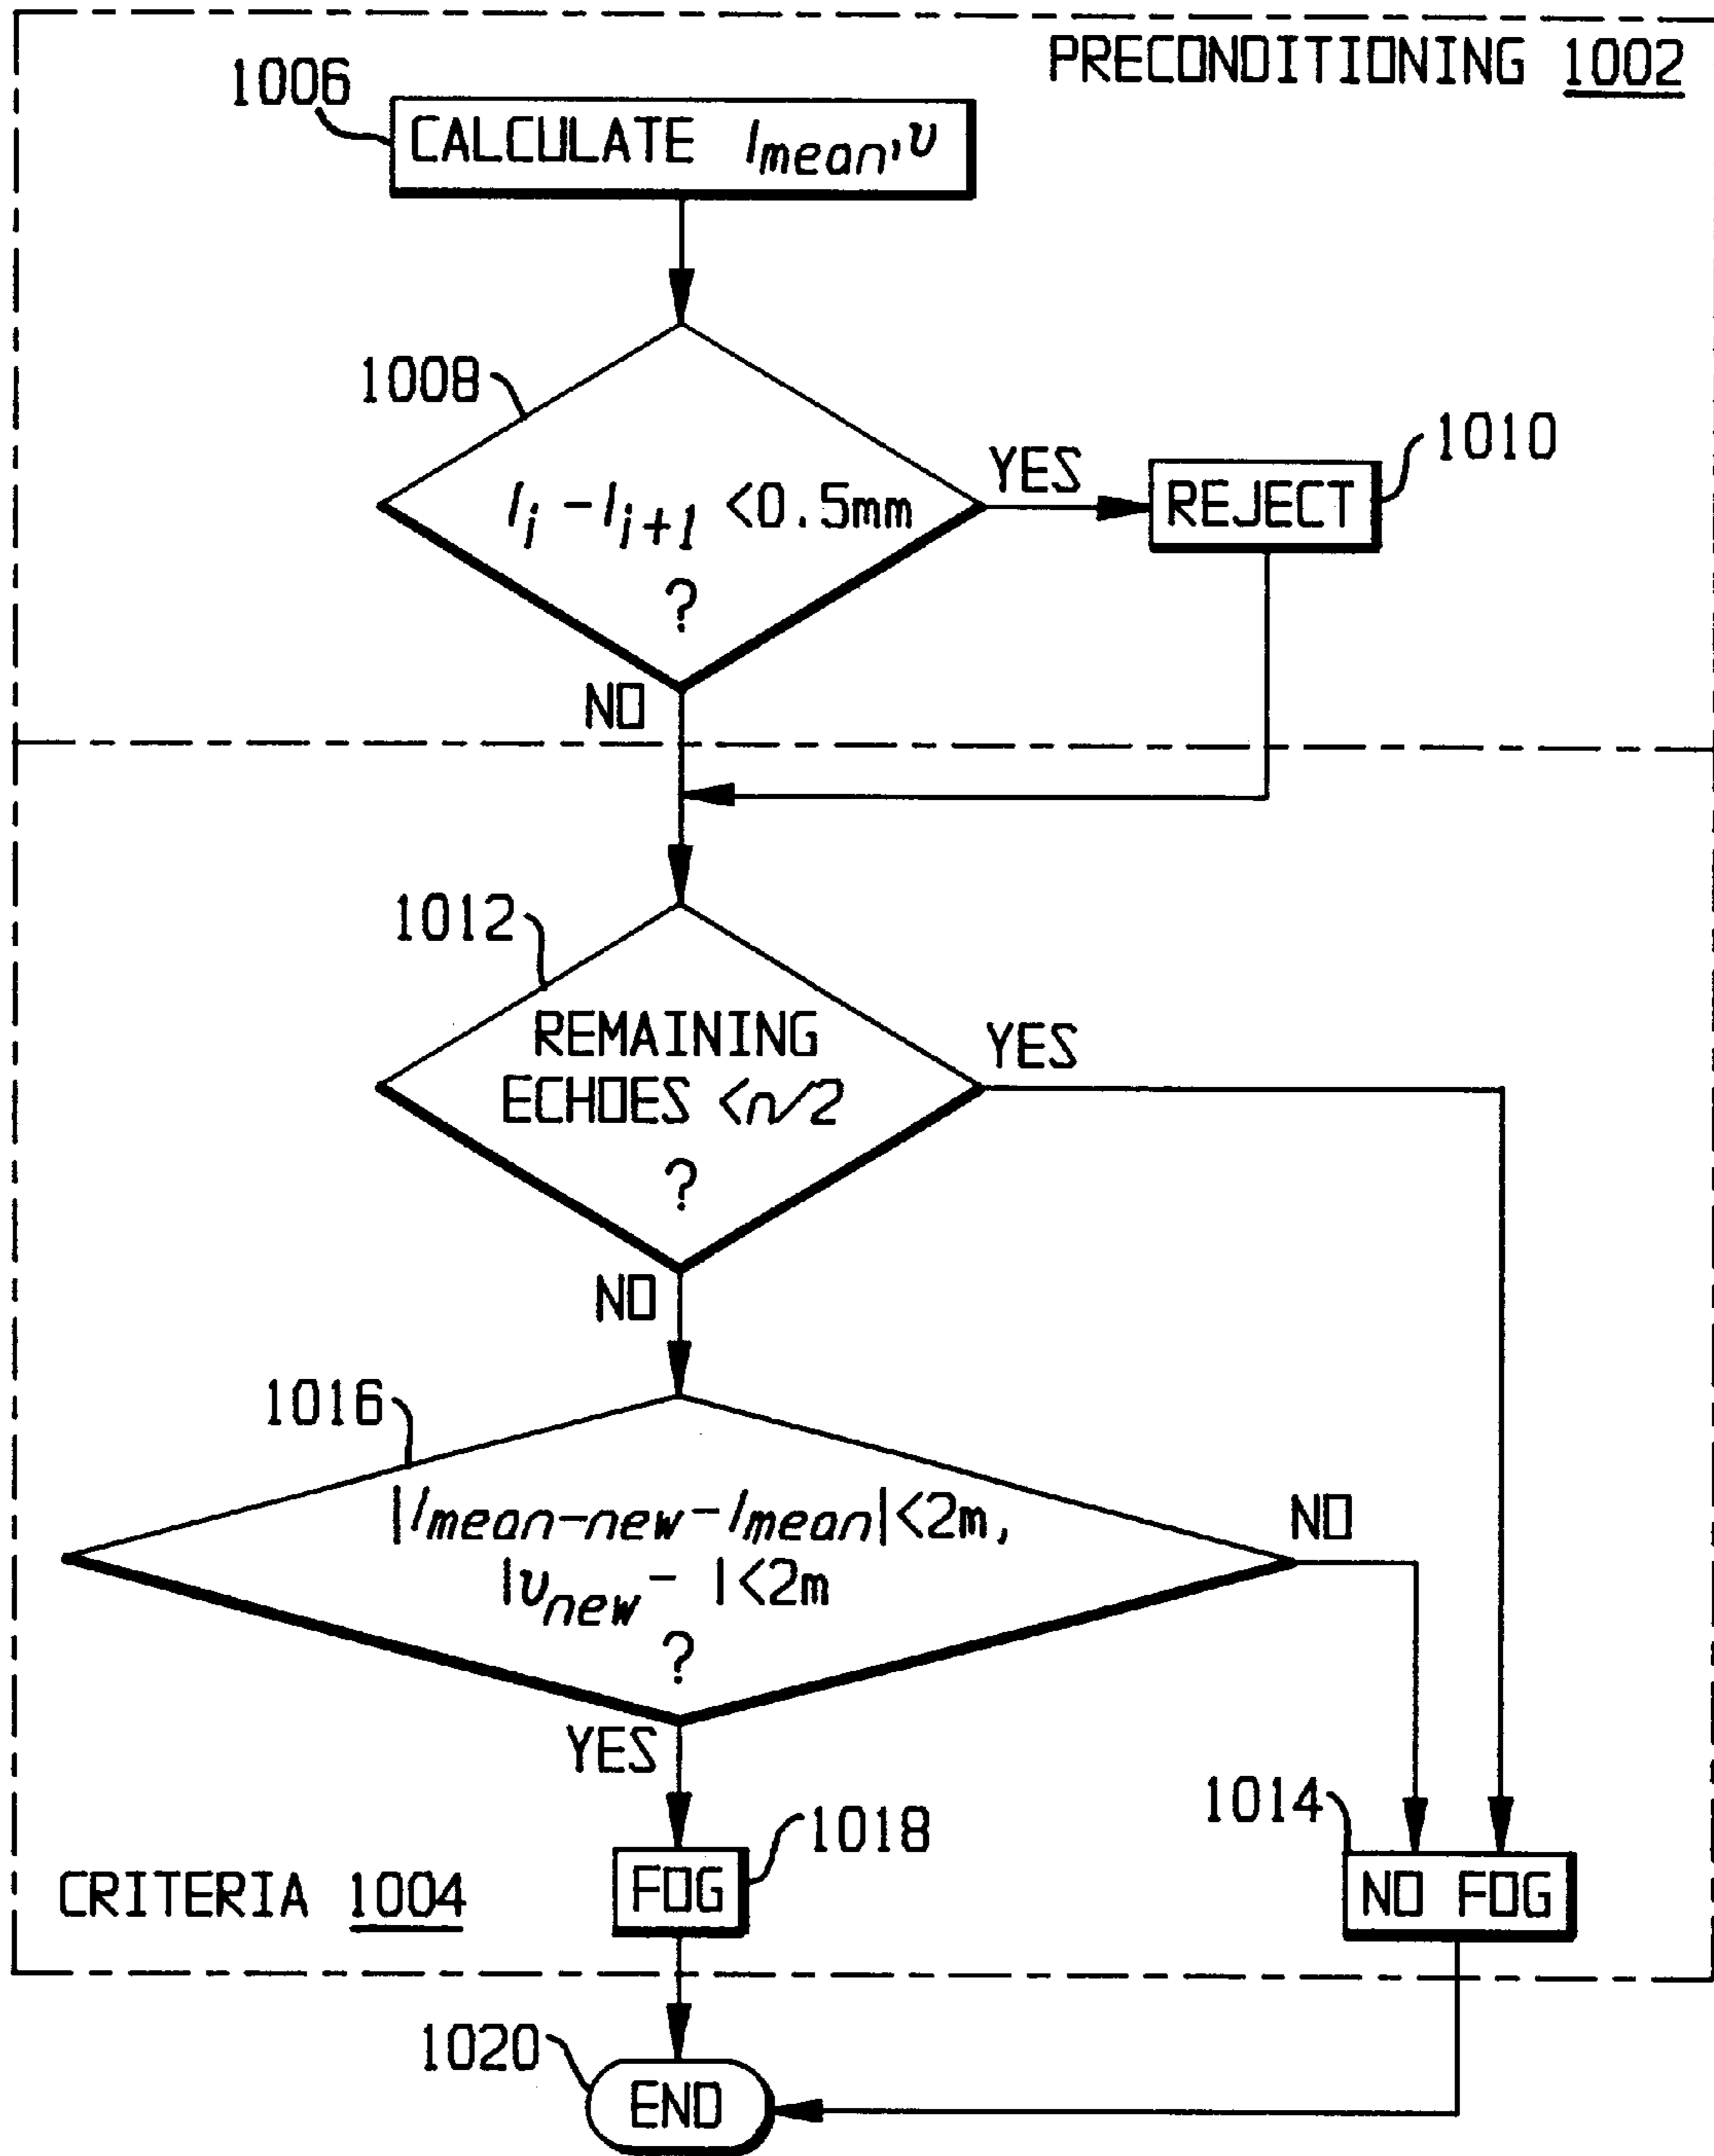 PRECONDITIONING 1002
1006
CALCULATE lmean, v
1008
li - li+1 <0.5mm
?
YES
1010
REJECT
NO
1012
REMAINING
ECHOES <n/2
?
YES
NO
1016
|lmean-new - lmean|<2m,
|vnew - |<2m
?
NO
YES
1018
FOG
1014
NO FOG
CRITERIA 1004
1020
END